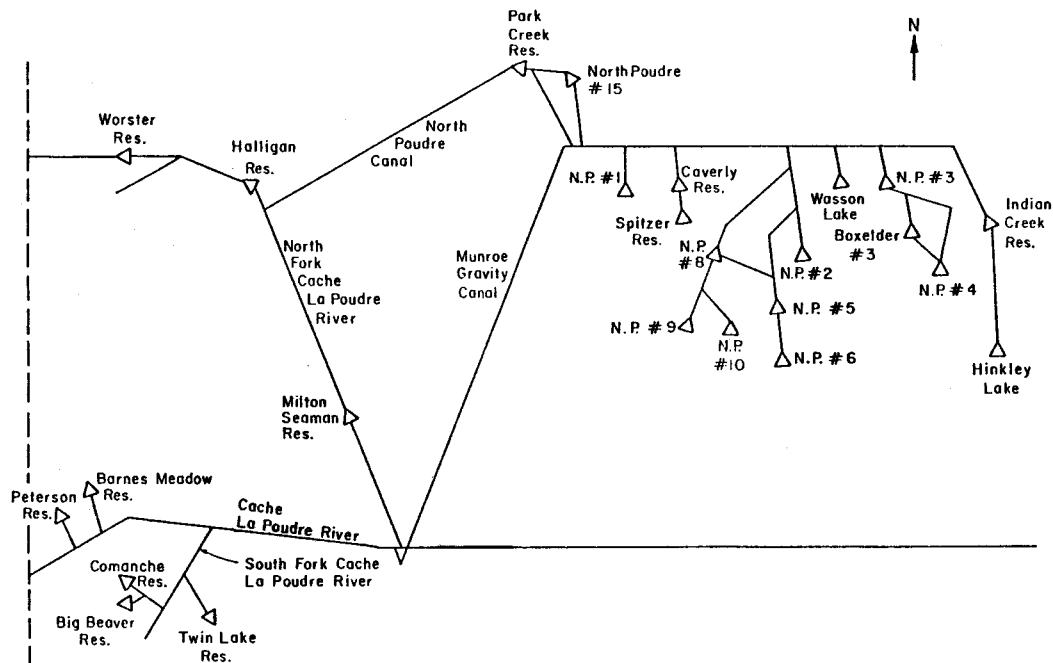 Park
Creek
Res.
N
North Poudre
#15
Worster
Res.
Halligan
Res.
North
Poudre
Canal
N.P. #1
Caverly
Res.
Spitzer
Res.
N.P.
#8
N.P. #2
Wasson
Lake
N.P. #3
Boxelder
#3
N.P. #4
Indian
Creek
Res.
North
Fork
Cache
La Poudre
River
Munroe
Gravity
Canal
N.P. #5
N.P. #9
N.P.
#10
N.P. #6
Hinkley
Lake
Milton
Seaman
Res.
Barnes Meadow
Res.
Peterson
Res.
Cache
La Poudre River
Comanche
Res.
South Fork Cache
La Poudre River
Big Beaver
Res.
Twin Lake
Res.